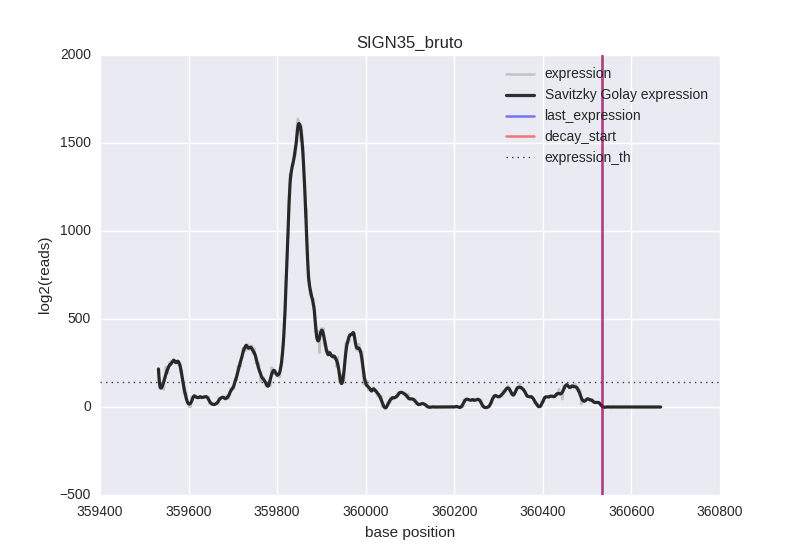 SIGN35_bruto
expression
Savitzky Golay expression
last_expression
decay_start
expression_th
log2(reads)
2000
1500
1000
500
0
−500
359400 359600 359800 360000 360200 360400 360600 360800
base position